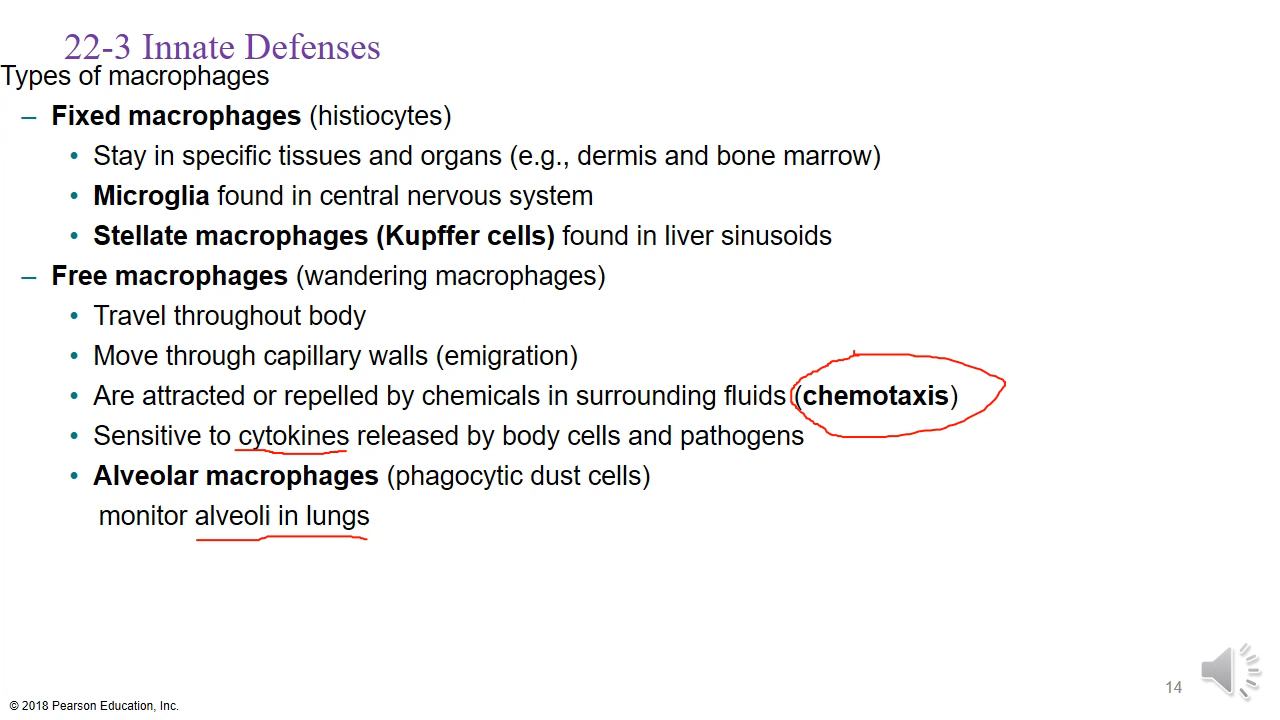 22-3 Innate Defenses
Types of macrophages
– Fixed macrophages (histiocytes)
• Stay in specific tissues and organs (e.g., dermis and bone marrow)
• Microglia found in central nervous system
• Stellate macrophages (Kupffer cells) found in liver sinusoids
– Free macrophages (wandering macrophages)
• Travel throughout body
• Move through capillary walls (emigration)
• Are attracted or repelled by chemicals in surrounding fluids (chemotaxis)
• Sensitive to cytokines released by body cells and pathogens
• Alveolar macrophages (phagocytic dust cells)
monitor alveoli in lungs
14
© 2018 Pearson Education, Inc.